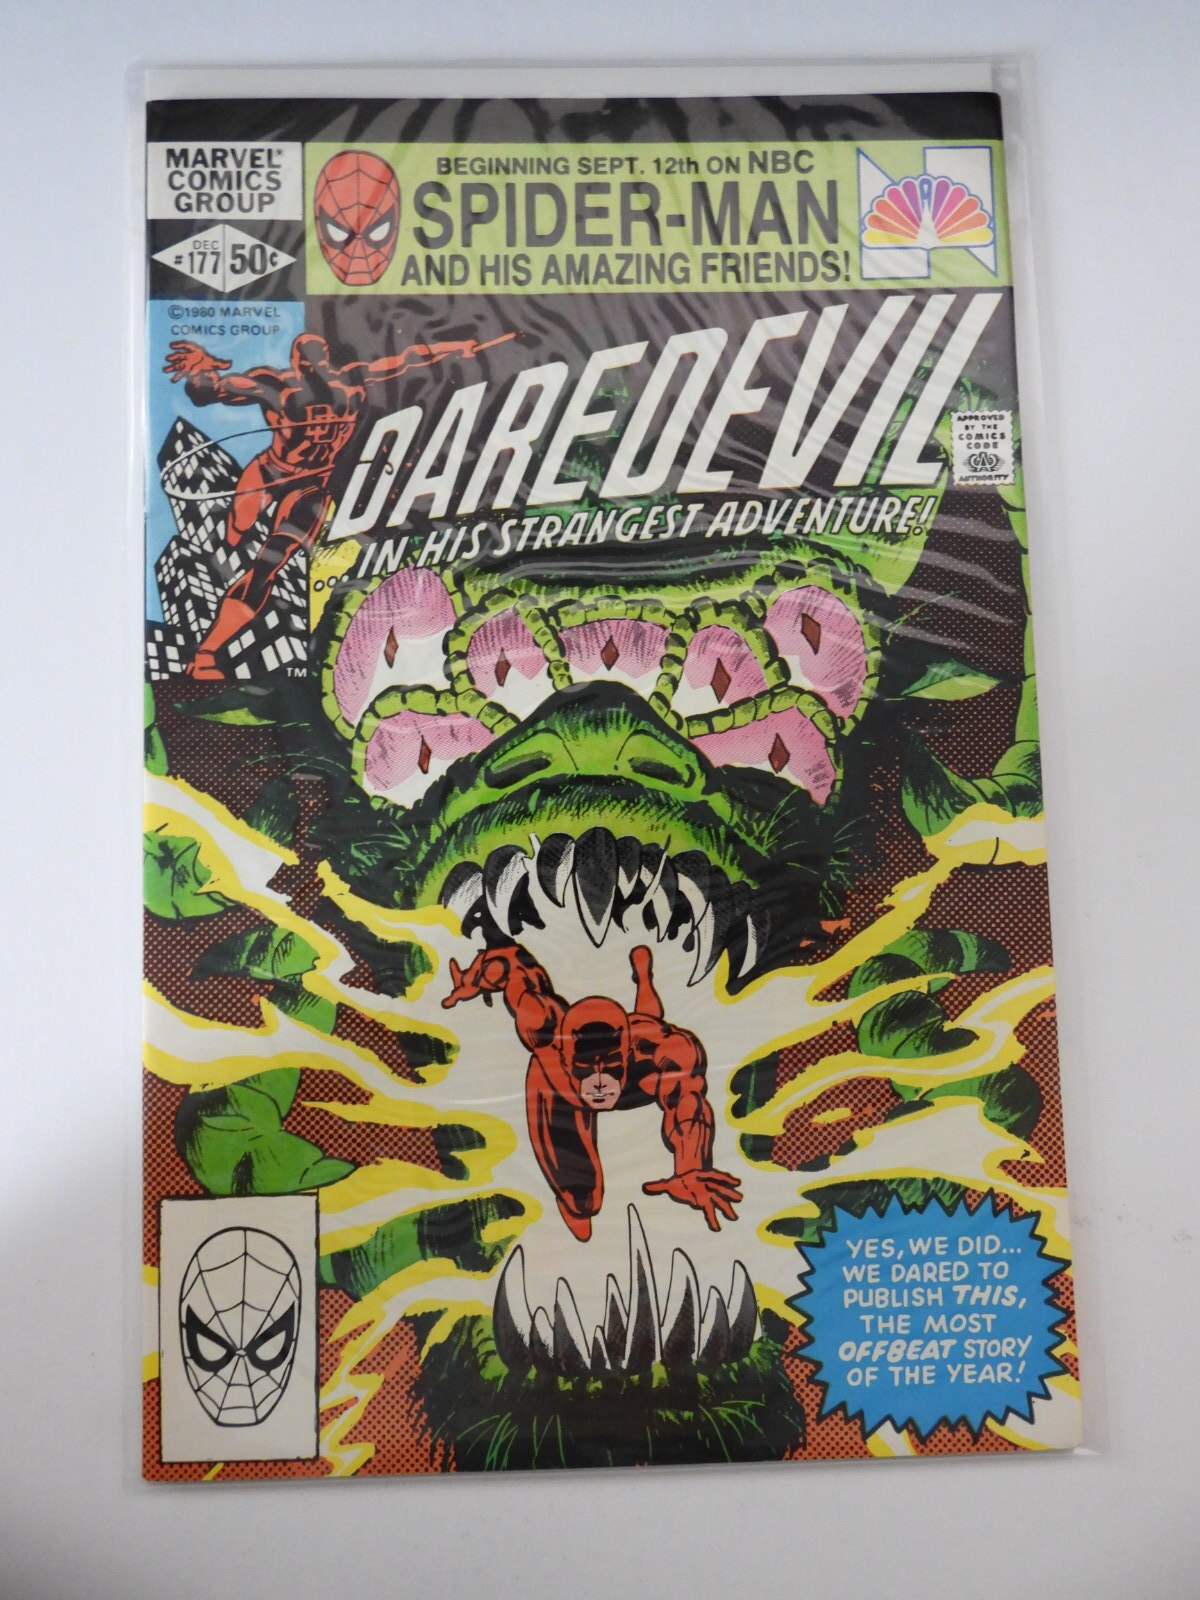 MARVEL®
COMICS
GROUP
DEC
#177
50¢
BEGINNING SEPT. 12th ON NBC
SPIDER-MAN
AND HIS AMAZING FRIENDS!
©1980 MARVEL
COMICS GROUP
DD
TM
DAREDEVIL
...IN HIS STRANGEST ADVENTURE!
APPROVED
BY THE
COMICS
CODE
CA
AUTHORITY
YES, WE DID...
WE DARED TO
PUBLISH THIS,
THE MOST
OFFBEAT STORY
OF THE YEAR!